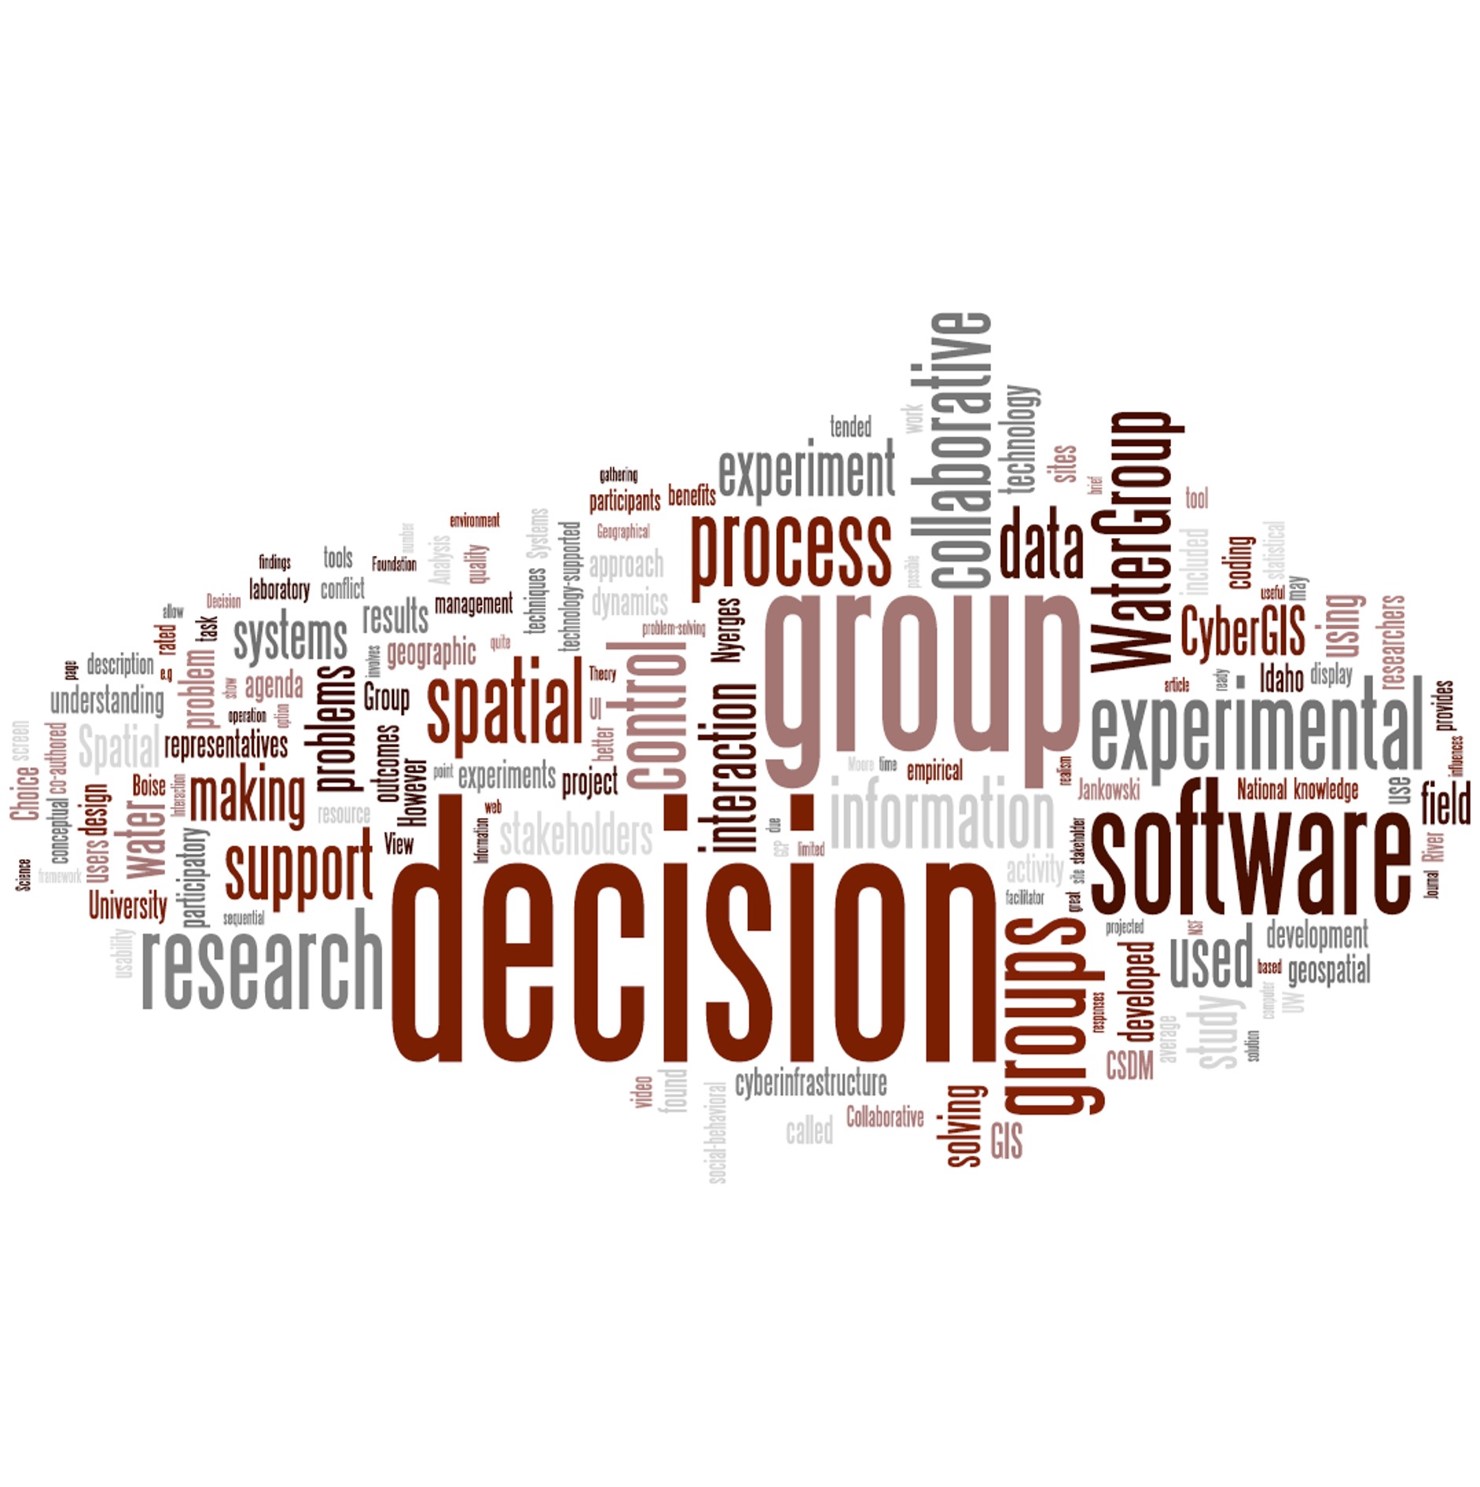 collaborative
work
technology
tended
experiment
WaterGroup
sites
brief
tool
gathering
participants
benefits
process
data
environment
Geographical
Systems
technology-supported
techniques
number
Analysis
quality
approach
dynamics
possible
included
coding
statistical
useful
may
findings
tools
Foundation
laboratory
conflict
management
results
allow
Decision
task
rated
systems
quite
problem-solving
Nyerges
group
CyberGIS
using
researchers
page
description
e.g
problem
show
agenda
involves
geographic
Theory
control
article
ready
Idaho
display
understanding
operation
option
problems
Group
spatial
UI
better
interaction
experimental
provides
influences
screen
co-authored
Spatial
representatives
outcomes
However
point
experiments
project
Moore
time
empirical
realism
Jankowski
National
knowledge
use
field
Choice
conceptual
users
design
Boise
water
Interaction
making
resource
View
web
Information
stakeholders
due
GCP
limited
information
stakeholder
site
activity
software
River
Journal
Science
framework
University
participatory
sequential
support
decision
facilitator
great
groups
projected
NSF
used
development
based
geospatial
usability
research
responses
developed
CSDM
average
study
solution
computer
UW
video
found
social-behavioral
cyberinfrastructure
called
Collaborative
solving
GIS